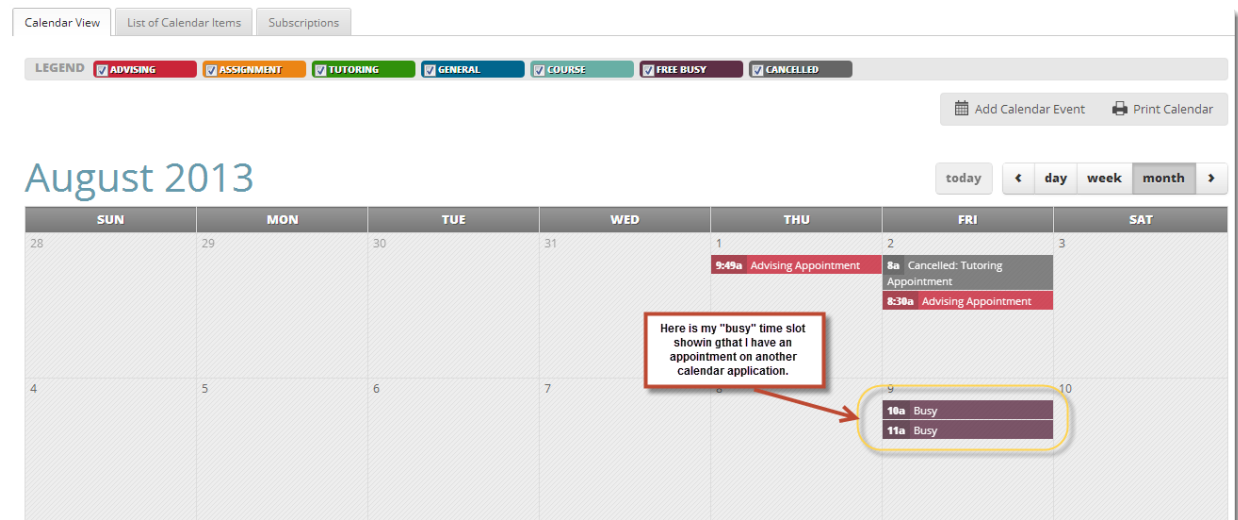 Calendar View List of Calendar Items Subscriptions
LEGEND ADVISING ASSIGNMENT TUTORING GENERAL COURSE FREE BUSY CANCELLED
Add Calendar Event Print Calendar
August 2013
today day week month
SUN MON TUE WED THU FRI SAT
28 29 30 31 1 2 3
9:49a Advising Appointment
8a Cancelled: Tutoring
Appointment
8:30a Advising Appointment
Here is my "busy" time slot
showin gthat I have an
appointment on another
calendar application.
4 5 6 7 8 9 10
10a Busy
11a Busy